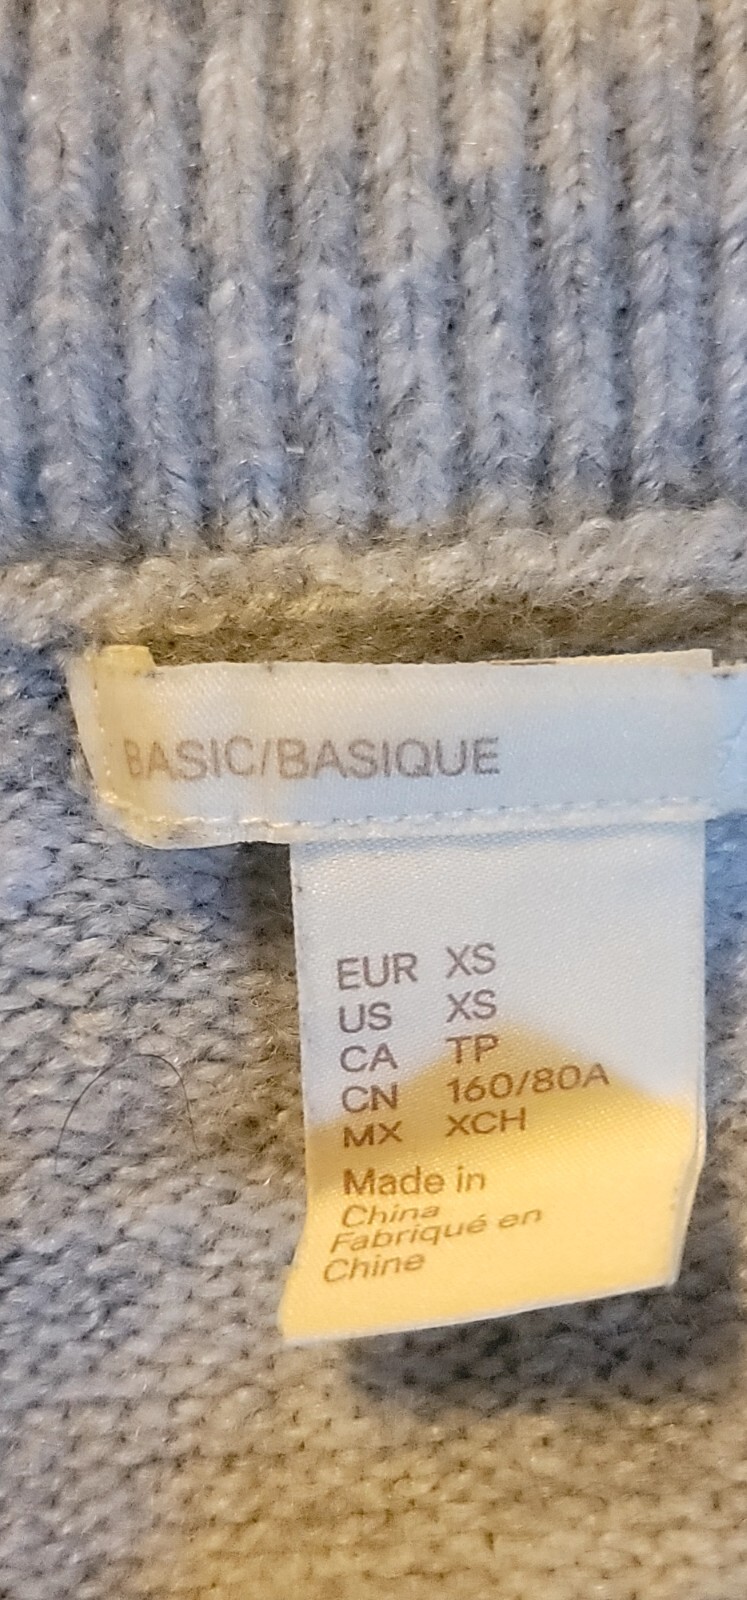 BASIC/BASIQUE
EUR XS
US XS
CA TP
CN 160/80A
MX XCH
Made in
China
Fabriqué en
Chine